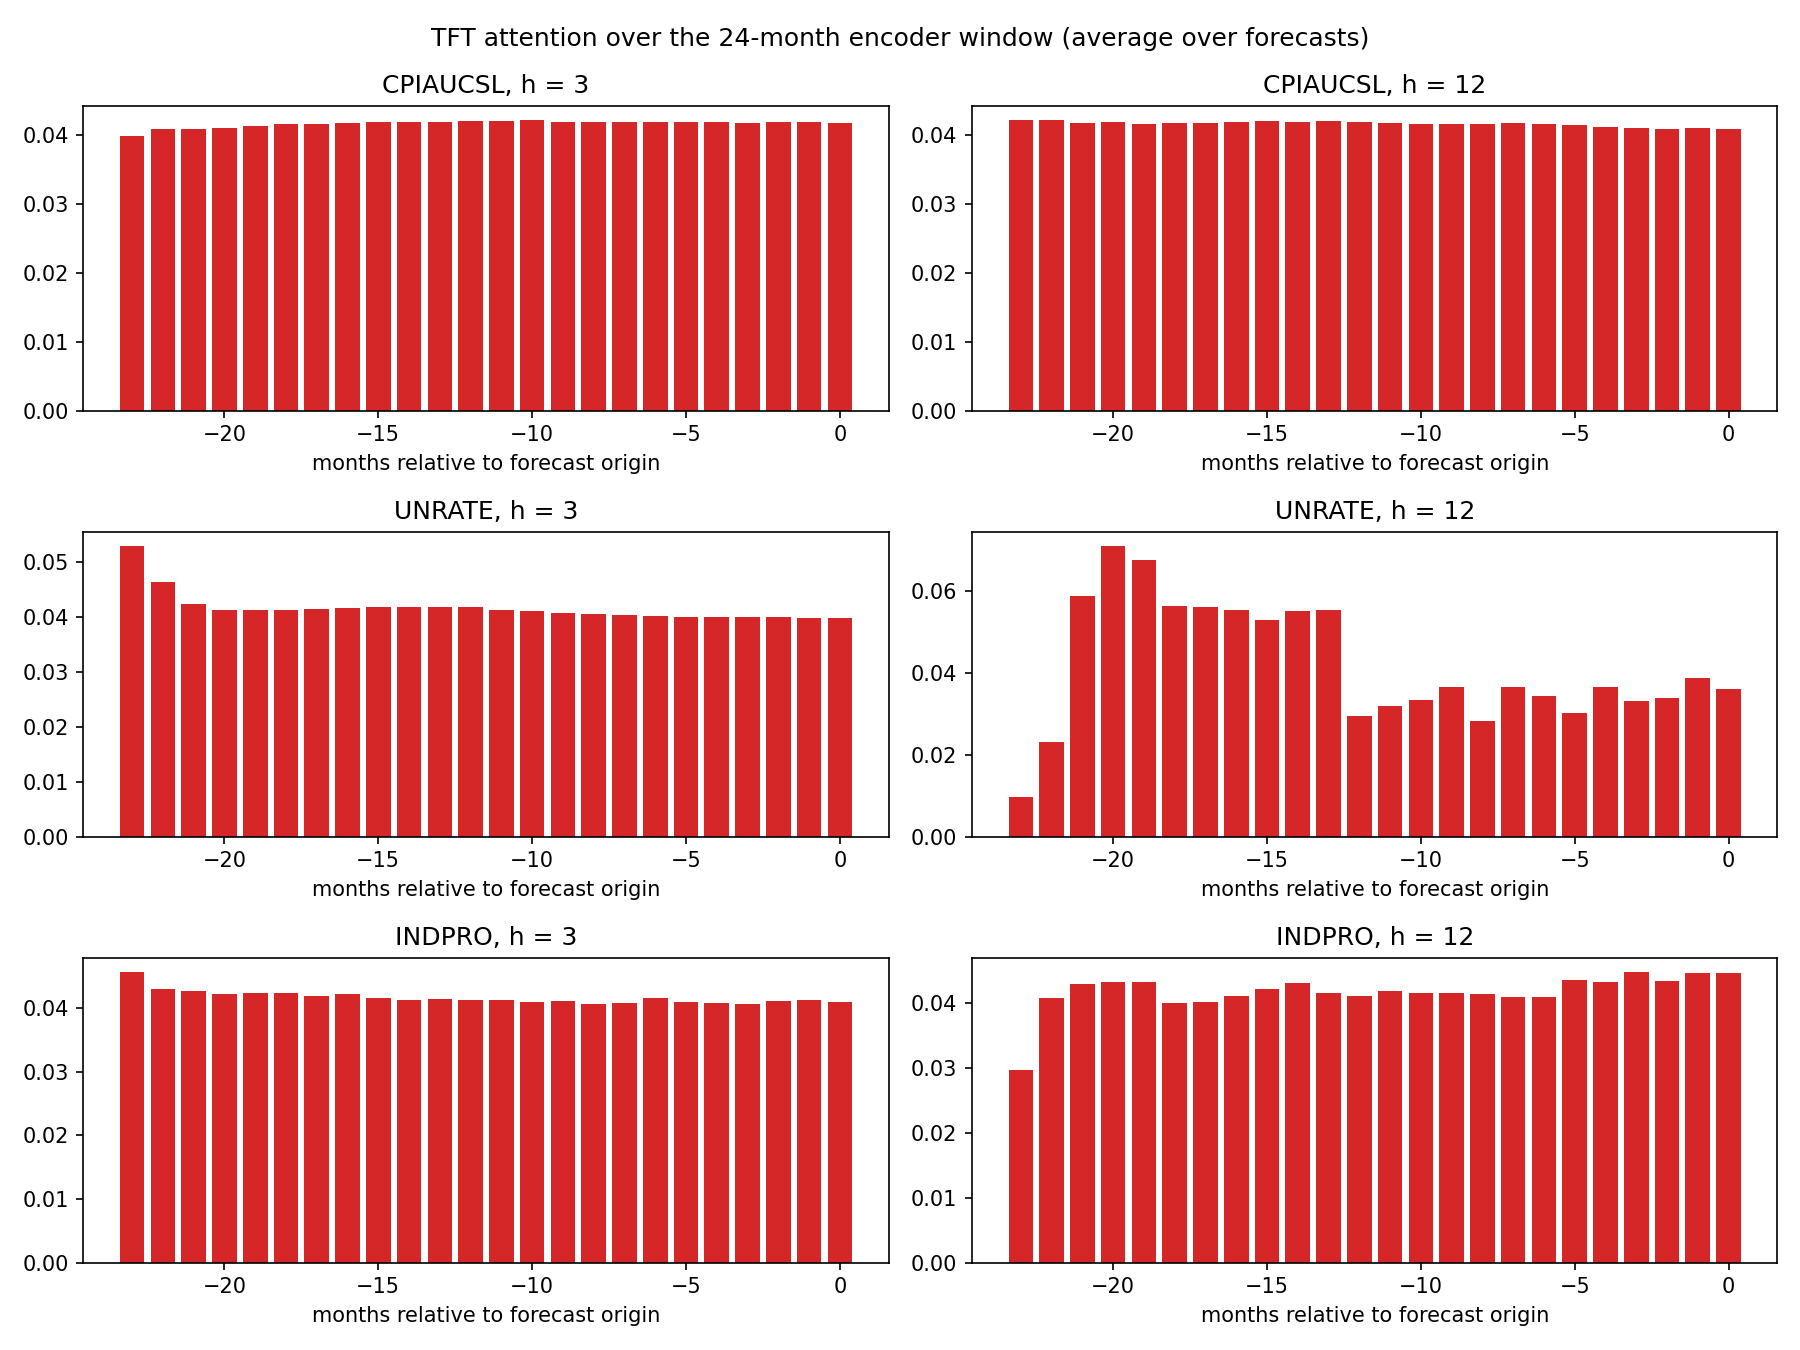 TFT attention over the 24-month encoder window (average over forecasts)
CPIAUCSL, h = 3
0.04
0.03
0.02
0.01
0.00
−20 −15 −10 −5 0
months relative to forecast origin
CPIAUCSL, h = 12
0.04
0.03
0.02
0.01
0.00
−20 −15 −10 −5 0
months relative to forecast origin
UNRATE, h = 3
0.05
0.04
0.03
0.02
0.01
0.00
−20 −15 −10 −5 0
months relative to forecast origin
UNRATE, h = 12
0.06
0.04
0.02
0.00
−20 −15 −10 −5 0
months relative to forecast origin
INDPRO, h = 3
0.04
0.03
0.02
0.01
0.00
−20 −15 −10 −5 0
months relative to forecast origin
INDPRO, h = 12
0.04
0.03
0.02
0.01
0.00
−20 −15 −10 −5 0
months relative to forecast origin